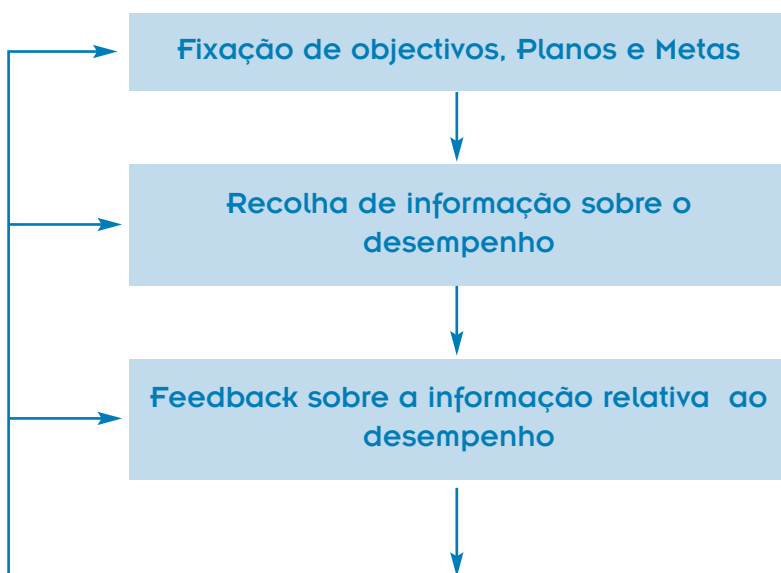 Fixação de objectivos, Planos e Metas
Recolha de informação sobre o
desempenho
Feedback sobre a informação relativa ao
desempenho